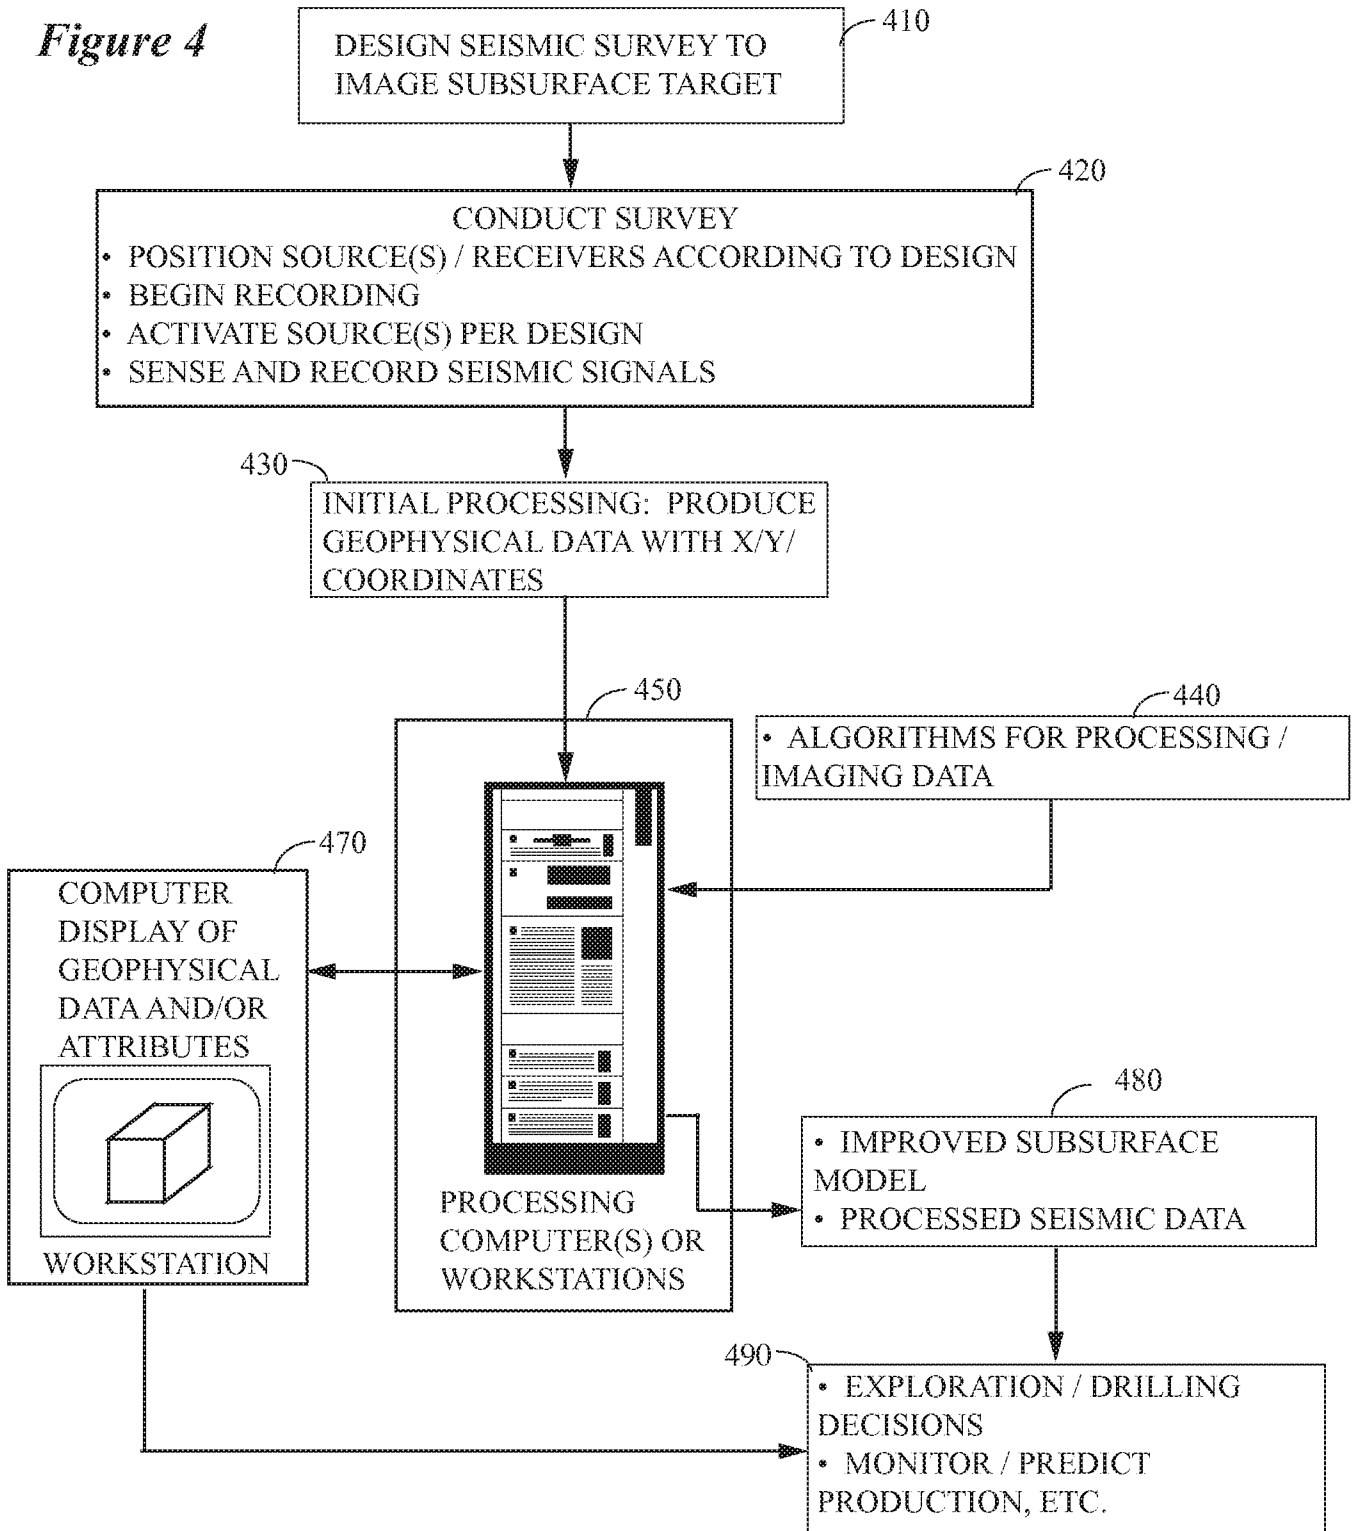 Figure 4
410
DESIGN SEISMIC SURVEY TO
IMAGE SUBSURFACE TARGET
420
CONDUCT SURVEY
• POSITION SOURCE(S) / RECEIVERS ACCORDING TO DESIGN
• BEGIN RECORDING
• ACTIVATE SOURCE(S) PER DESIGN
• SENSE AND RECORD SEISMIC SIGNALS
430
INITIAL PROCESSING: PRODUCE
GEOPHYSICAL DATA WITH X/Y/
COORDINATES
450
440
• ALGORITHMS FOR PROCESSING /
IMAGING DATA
470
COMPUTER
DISPLAY OF
GEOPHYSICAL
DATA AND/OR
ATTRIBUTES
WORKSTATION
PROCESSING
COMPUTER(S) OR
WORKSTATIONS
480
• IMPROVED SUBSURFACE
MODEL
• PROCESSED SEISMIC DATA
490
• EXPLORATION / DRILLING
DECISIONS
• MONITOR / PREDICT
PRODUCTION, ETC.